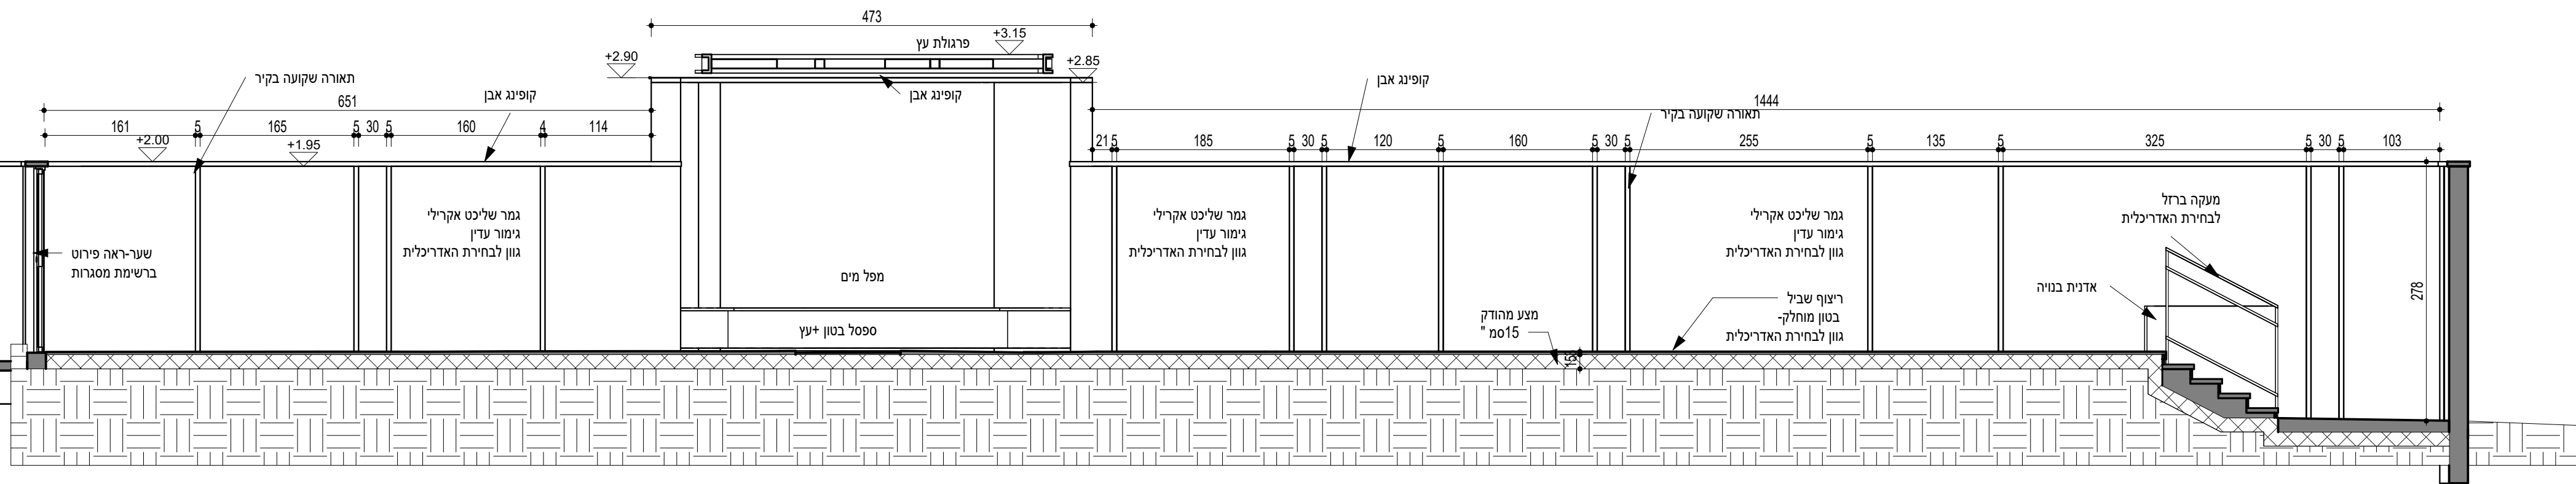 473
פרגולת עץ
+3.15
+2.90
+2.85
תאורה שקועה בקיר
קופינג אבן
קופינג אבן
קופינג אבן
651
1444
תאורה שקועה בקיר
161 5 165 5 30 5 160 4 114
21 5 185 5 30 5 120 5 160 5 30 5 255 5 135 5 325 5 30 5 103
+2.00
+1.95
גמר שליכט אקרילי
גימור עדין
גוון לבחירת האדריכלית
גמר שליכט אקרילי
גימור עדין
גוון לבחירת האדריכלית
גמר שליכט אקרילי
גימור עדין
גוון לבחירת האדריכלית
מעקה ברזל
לבחירת האדריכלית
שער-ראה פירוט
ברשימת מסגרות
מפל מים
ספסל בטון +עץ
אדנית בנויה
278
ריצוף שביל
בטון מוחלק-
גוון לבחירת האדריכלית
מצע מהודק
15סמ "
15